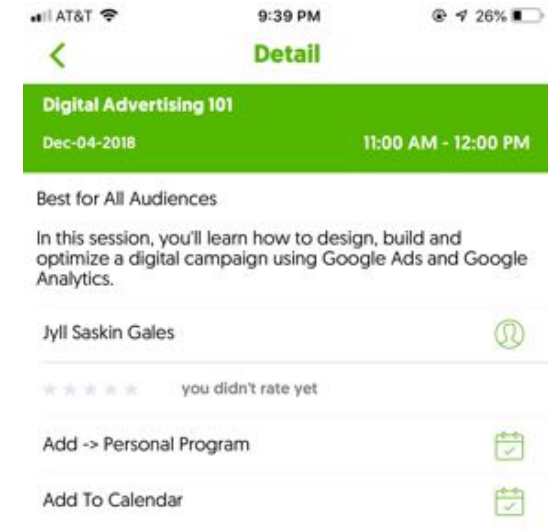 AT&T 9:39 PM 26%
Detail
Digital Advertising 101
Dec-04-2018 11:00 AM - 12:00 PM
Best for All Audiences
In this session, you'll learn how to design, build and
optimize a digital campaign using Google Ads and Google
Analytics.
Jyll Saskin Gales
you didn't rate yet
Add -> Personal Program
Add To Calendar